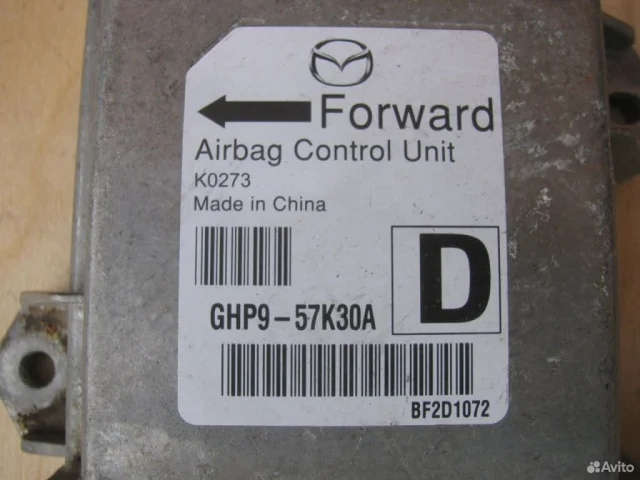 Forward
Airbag Control Unit
K0273
Made in China
D
GHP9-57K30A
BF2D1072
Avito